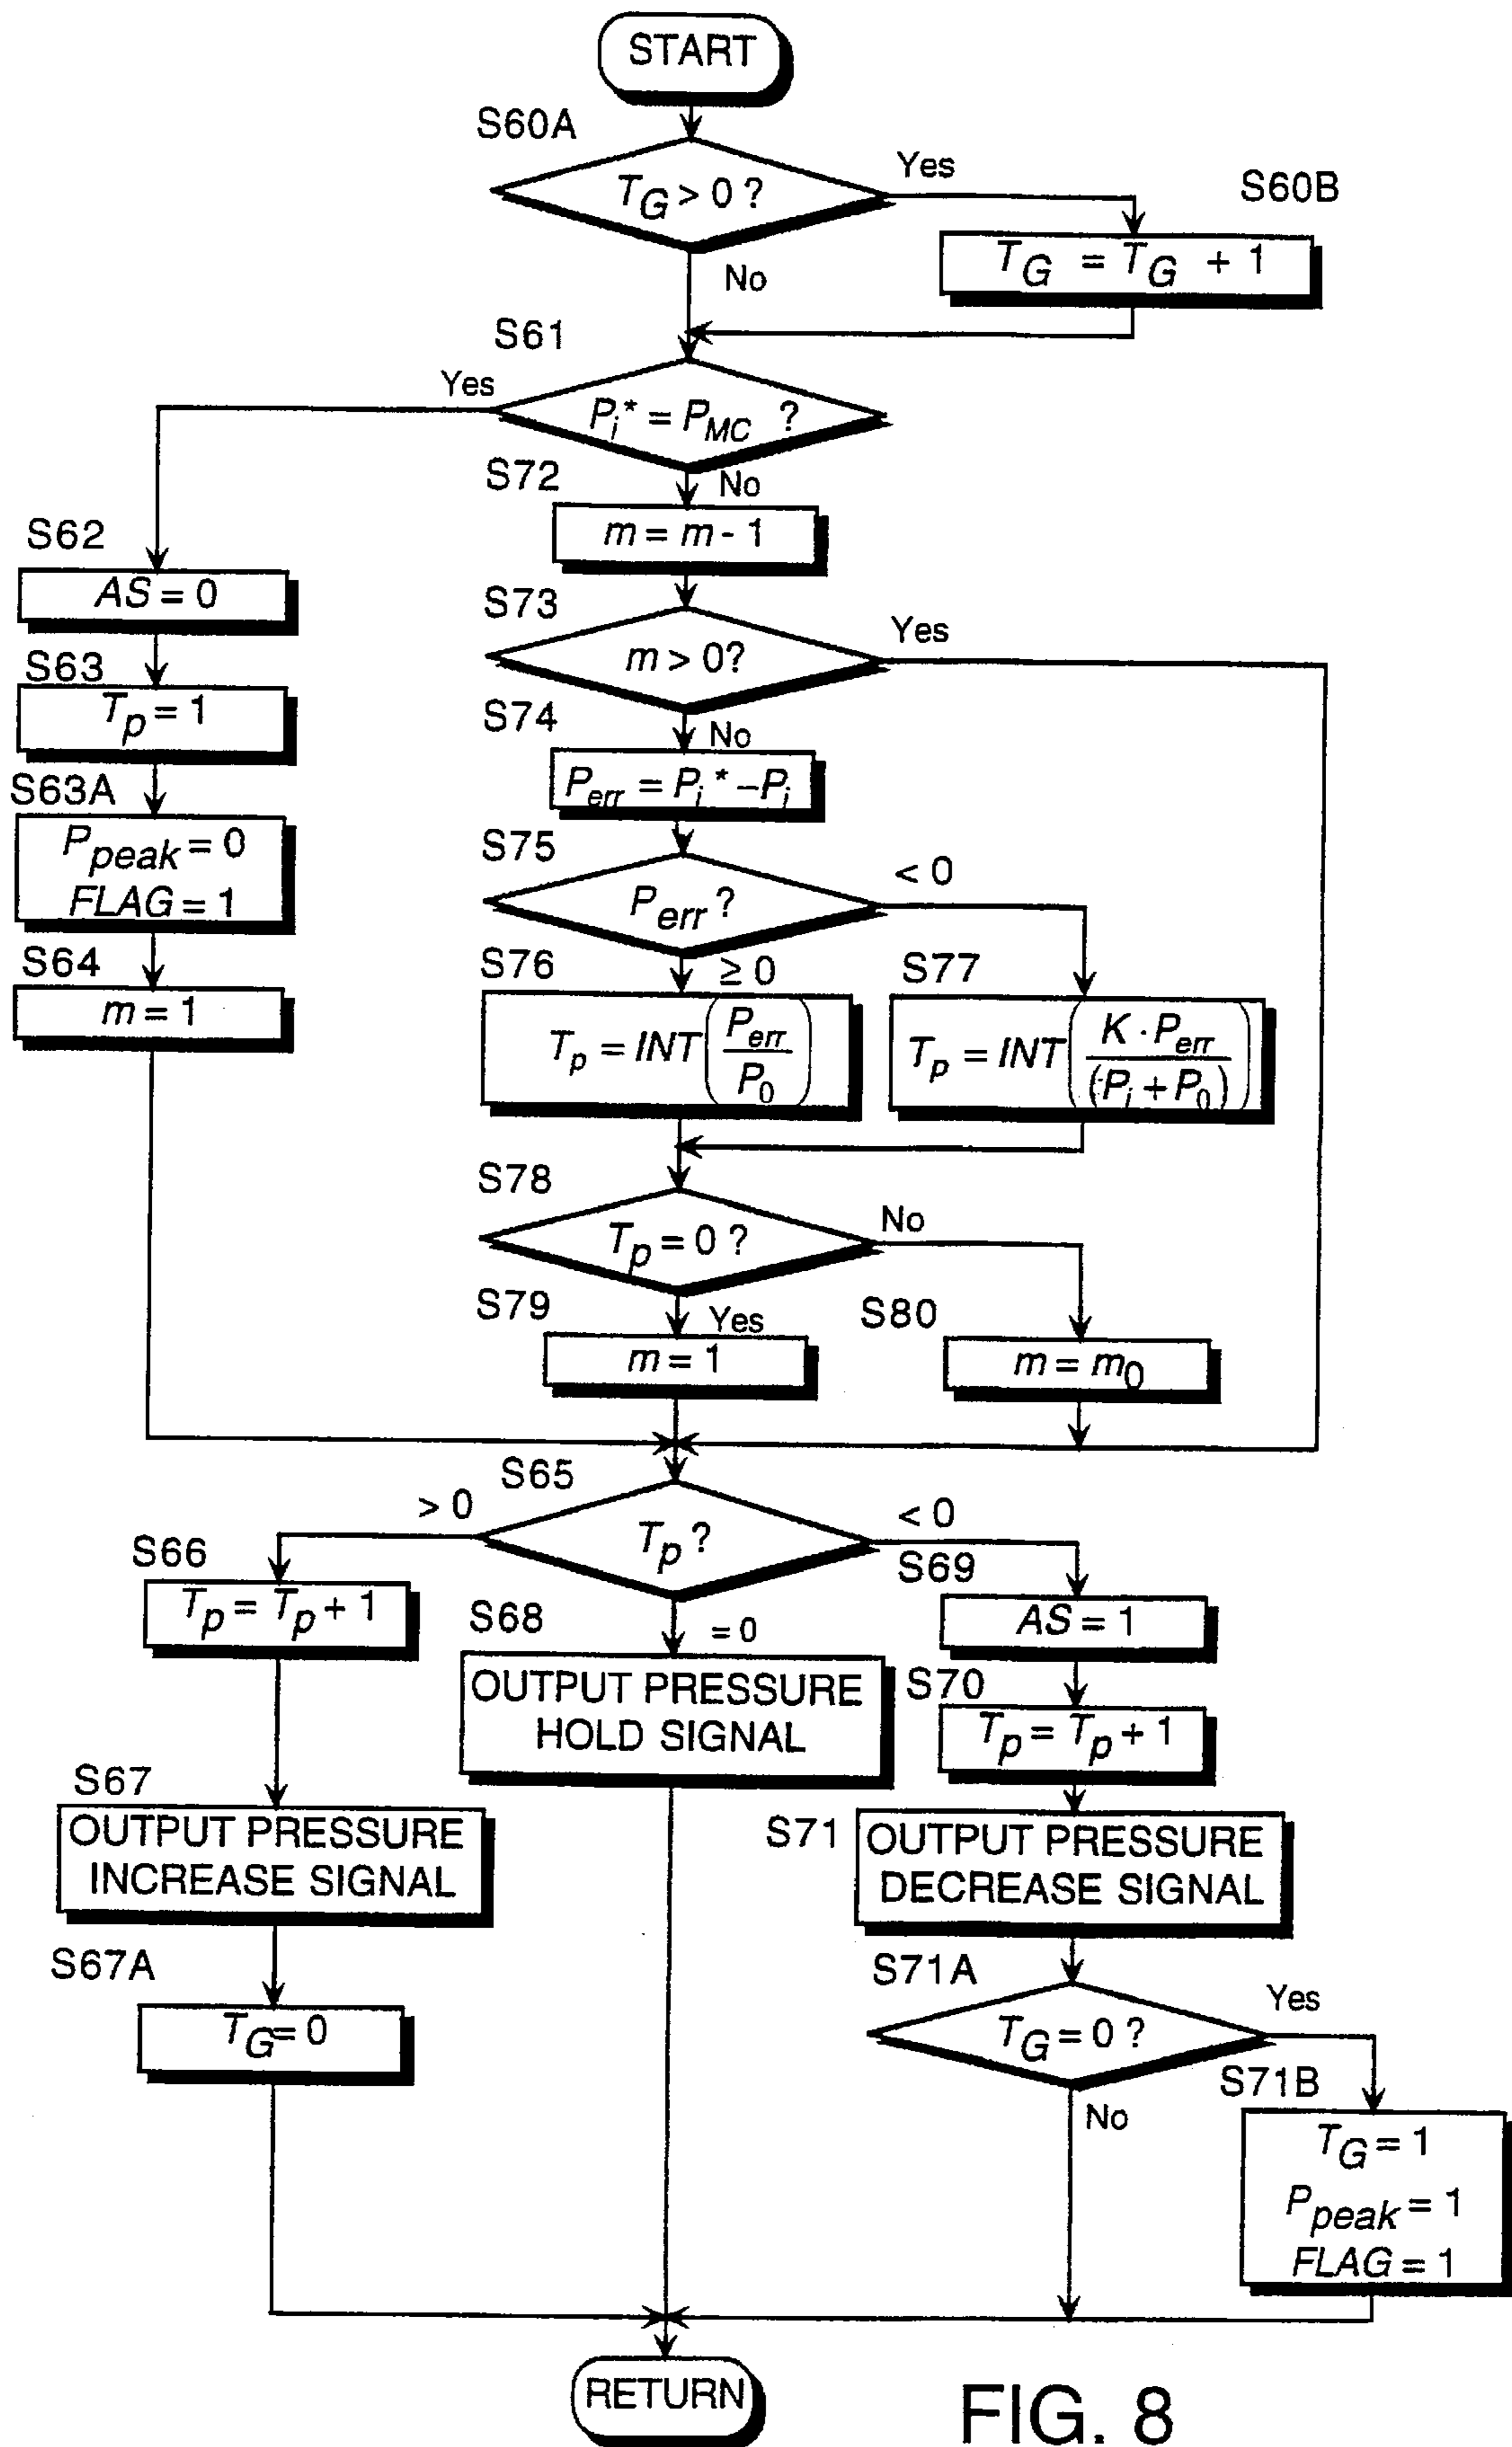 START
S60A
T_G > 0 ?
Yes
No
S60B
T_G = T_G + 1
S61
P_i* = P_MC ?
Yes
No
S62
AS = 0
S63
T_p = 1
S63A
P_peak = 0
FLAG = 1
S64
m = 1
S72
m = m - 1
S73
m > 0?
Yes
No
S74
P_err = P_i* – P_i
S75
P_err ?
< 0
≥ 0
S76
T_p = INT(P_err / P_0)
S77
T_p = INT(K · P_err / (P_i + P_0))
S78
T_p = 0 ?
No
Yes
S79
m = 1
S80
m = m_0
S65
T_p ?
> 0
< 0
= 0
S66
T_p = T_p + 1
S67
OUTPUT PRESSURE
INCREASE SIGNAL
S67A
T_G = 0
S68
OUTPUT PRESSURE
HOLD SIGNAL
S69
AS = 1
S70
T_p = T_p + 1
S71
OUTPUT PRESSURE
DECREASE SIGNAL
S71A
T_G = 0 ?
Yes
No
S71B
T_G = 1
P_peak = 1
FLAG = 1
RETURN
FIG. 8